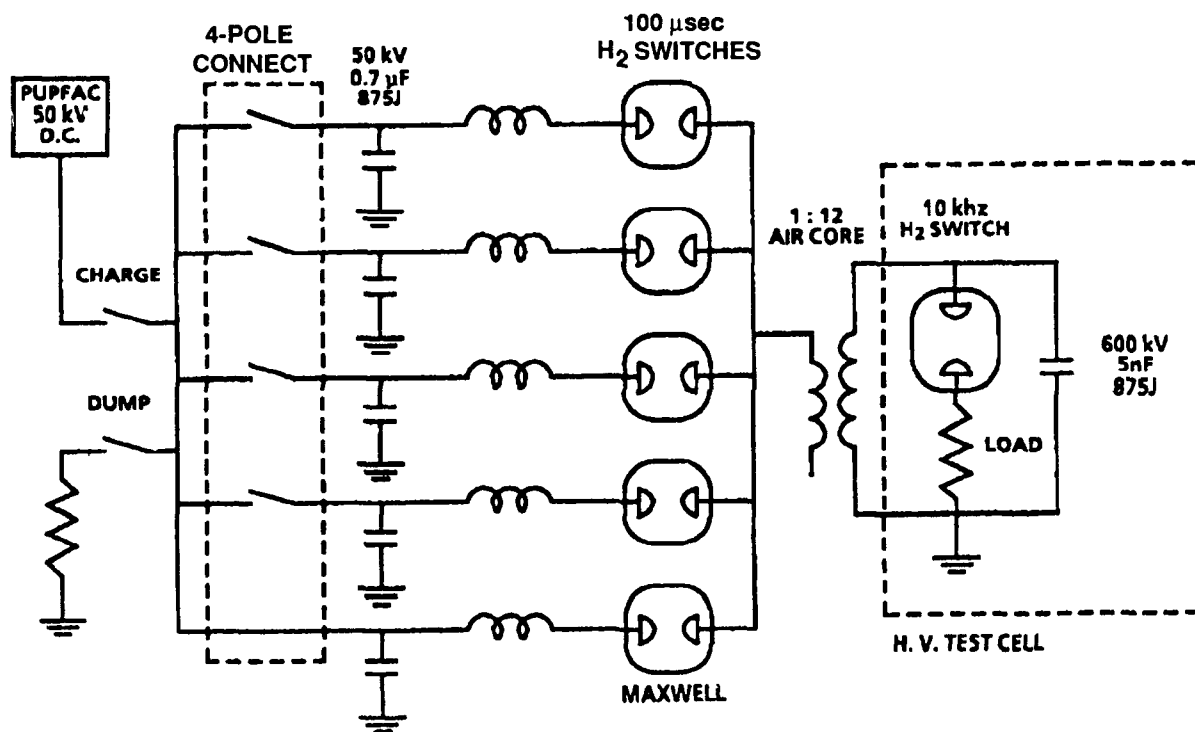 4-POLE
CONNECT
50 kV
0.7 µF
875J
100 µsec
H₂ SWITCHES
PUPFAC
50 kV
D.C.
CHARGE
DUMP
1 : 12
AIR CORE
10 khz
H₂ SWITCH
LOAD
600 kV
5nF
875J
H. V. TEST CELL
MAXWELL